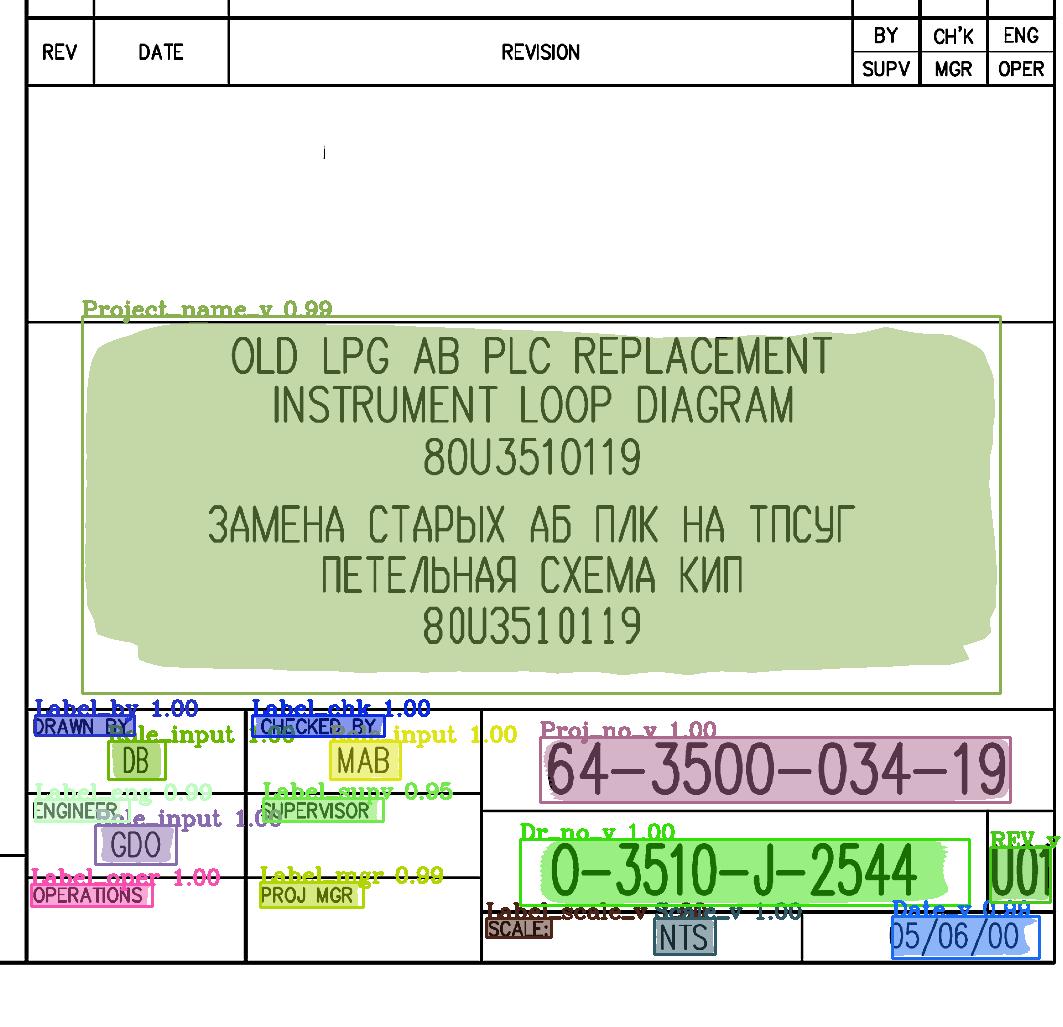 REV DATE REVISION BY CH'K ENG
SUPV MGR OPER
Project_name_v 0.99
OLD LPG AB PLC REPLACEMENT
INSTRUMENT LOOP DIAGRAM
80U3510119
ЗАМЕНА СТАРЫХ АБ ПЛК НА ТПСУГ
ПЕТЕЛЬНАЯ СХЕМА КИП
80U3510119
Label_by 1.00 Label_chk 1.00
DRAWN BY CHECKED BY
Role_input 1.00 Role_input 1.00
DB MAB
Proj_no_v 1.00
64-3500-034-19
Label_eng 0.99 Label_supv 0.95
ENGINEER SUPERVISOR
Role_input 1.00
GDO
Dr_no_v 1.00 REV_v
0-3510-J-2544 U01
Label_oper 1.00 Label_mgr 0.99
OPERATIONS PROJ MGR
Label_scale_v Scale_v 1.00 Date_v 0.99
SCALE: NTS 05/06/00